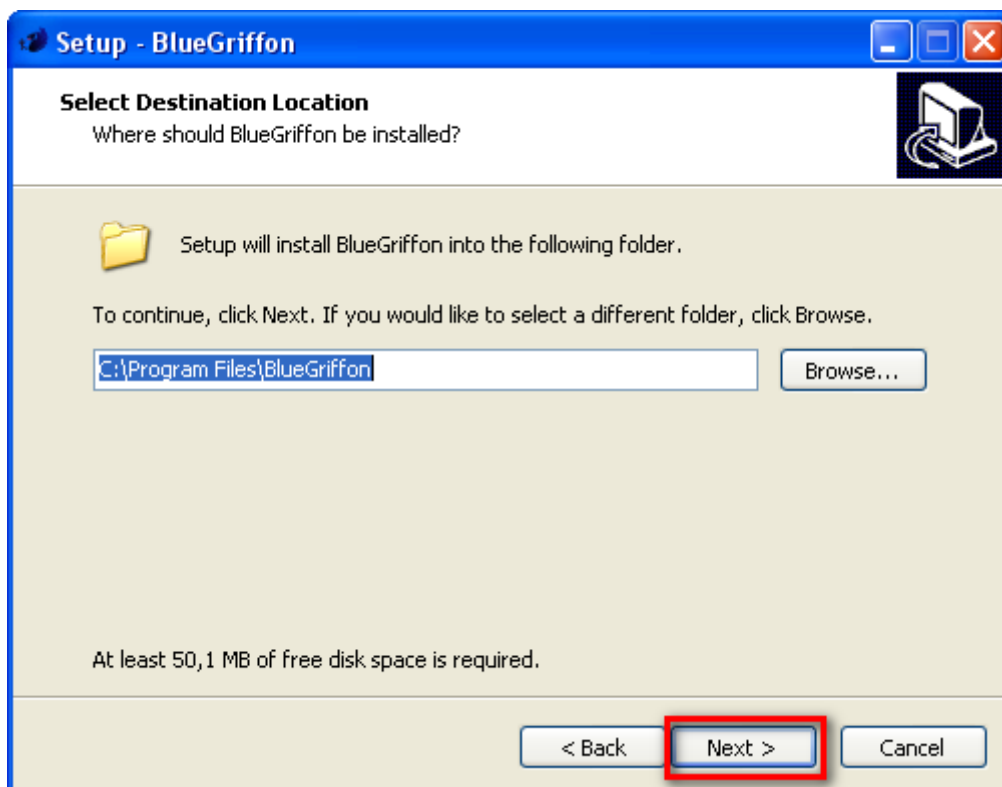 Setup - BlueGriffon
Select Destination Location
Where should BlueGriffon be installed?
Setup will install BlueGriffon into the following folder.
To continue, click Next. If you would like to select a different folder, click Browse.
C:\Program Files\BlueGriffon
Browse...
At least 50,1 MB of free disk space is required.
< Back
Next >
Cancel